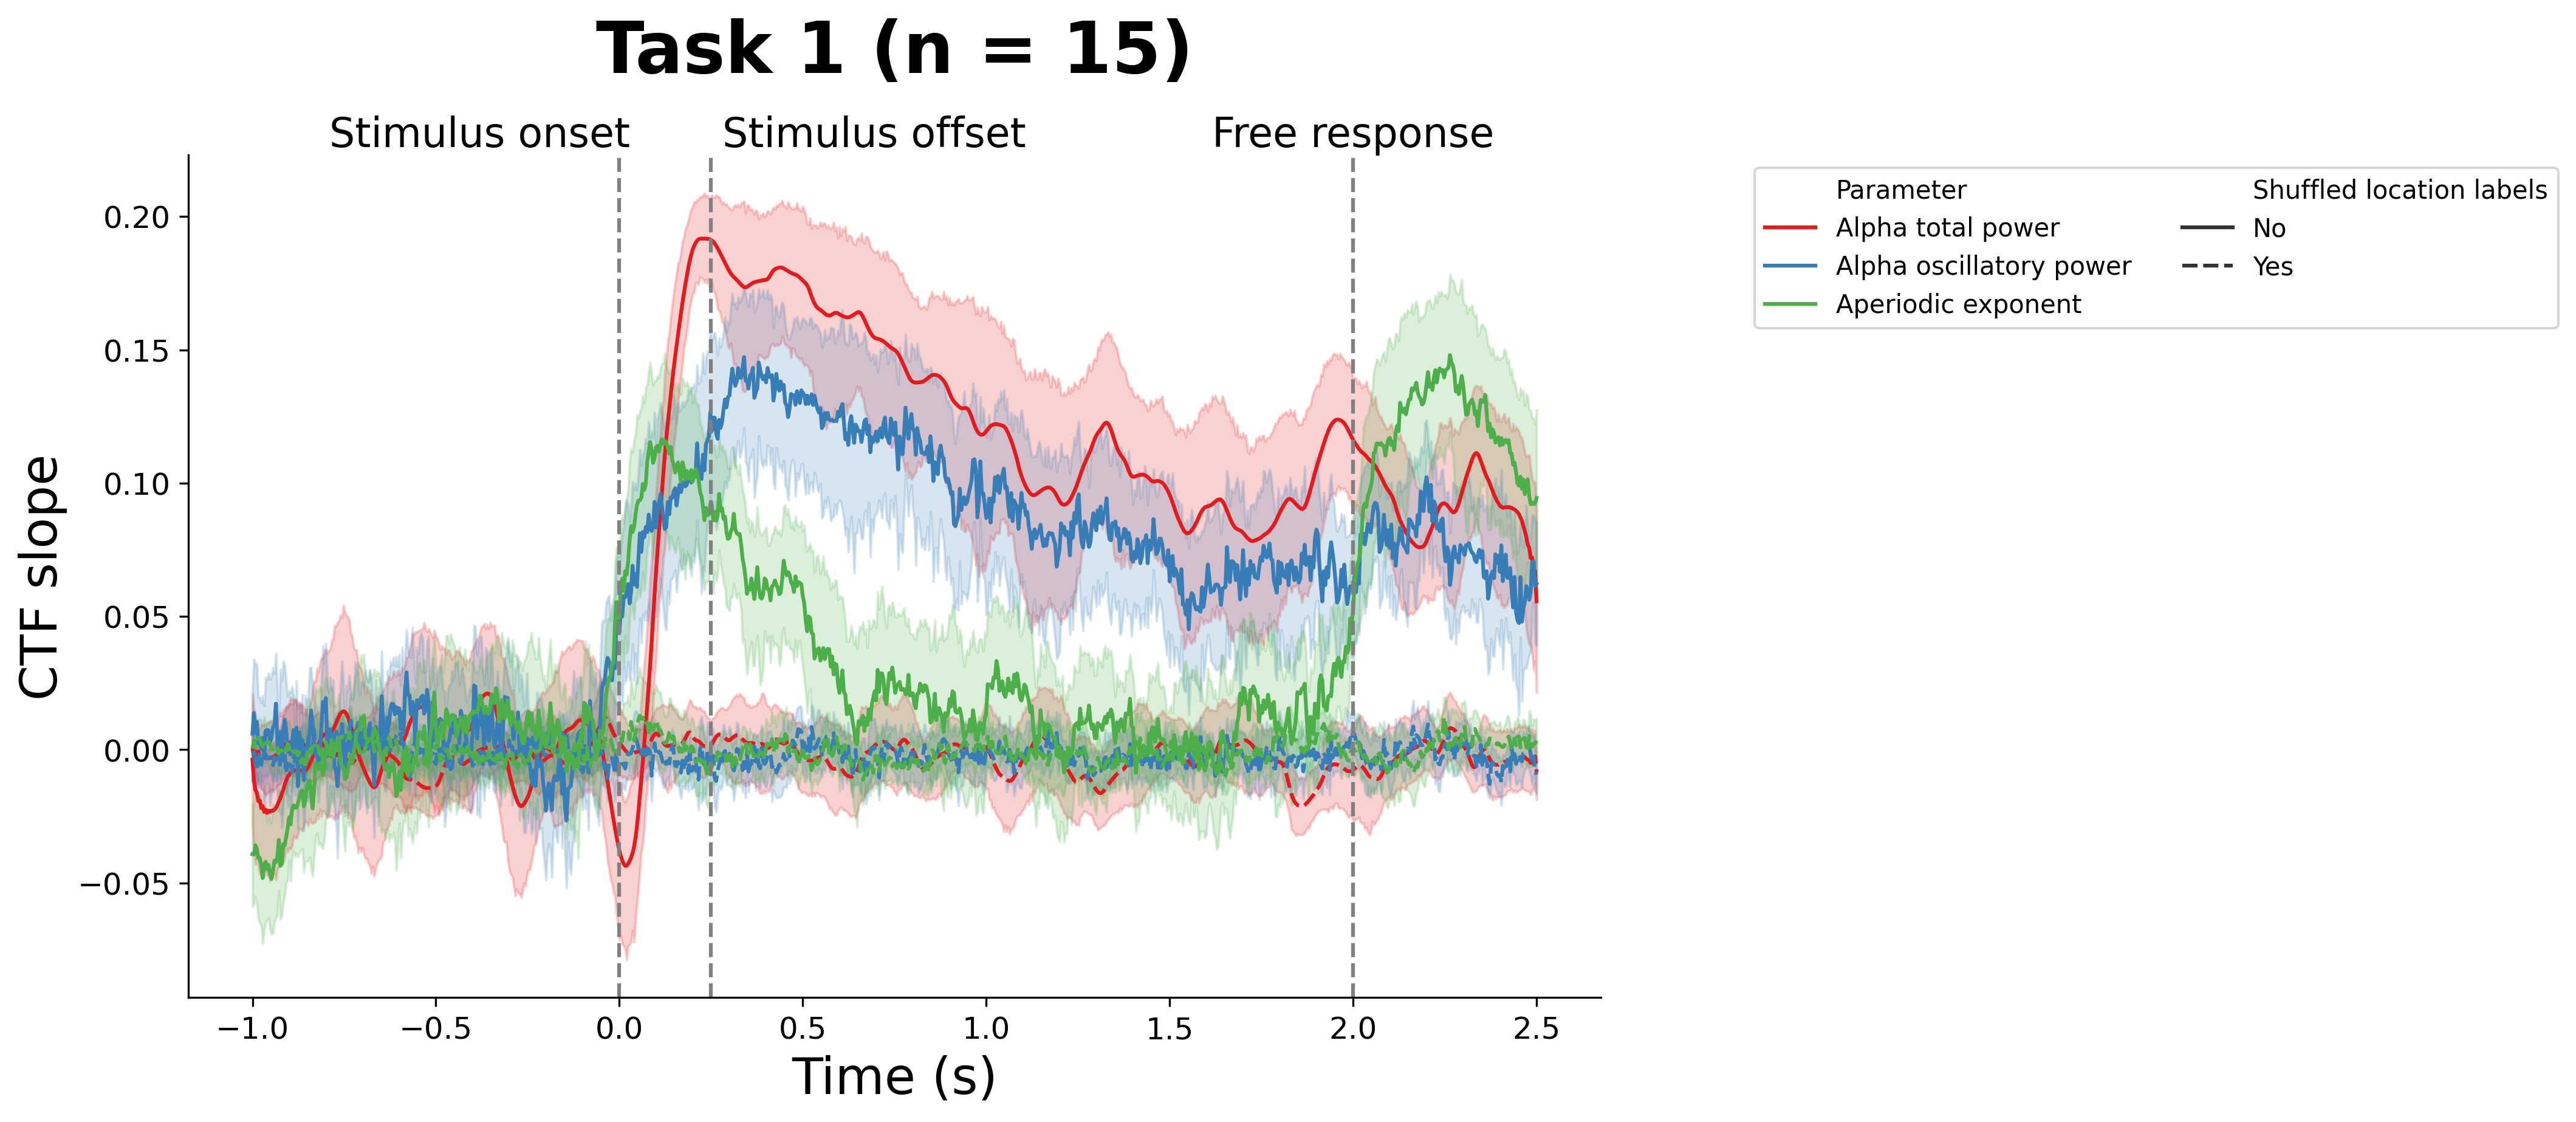 Task 1 (n = 15)
Stimulus onset Stimulus offset Free response
CTF slope
0.20
0.15
0.10
0.05
0.00
−0.05
−1.0 −0.5 0.0 0.5 1.0 1.5 2.0 2.5
Time (s)
Parameter
Alpha total power
Alpha oscillatory power
Aperiodic exponent
Shuffled location labels
No
Yes